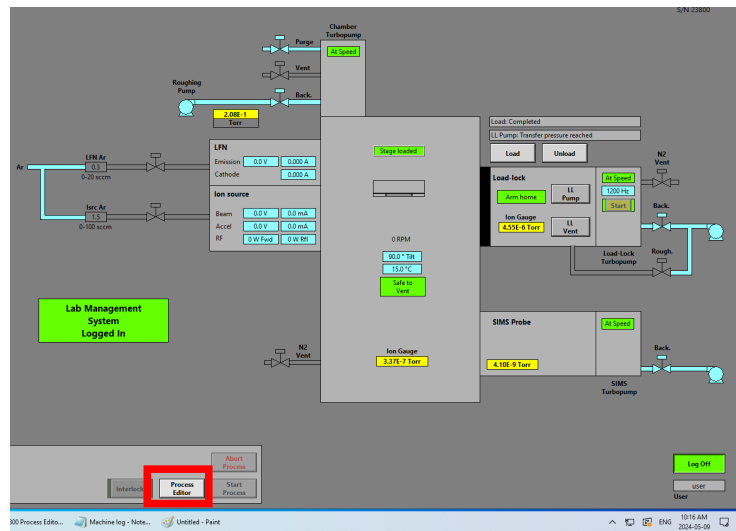 S/N 23800
Chamber
Turbopump
Purge
At Speed
Vent
Roughing
Pump
Back.
2.08E-1
Torr
Load: Completed
LL Pump: Transfer pressure reached
Load
Unload
N2
Vent
LFN
Emission 0.0 V 0.000 A
Cathode 0.000 A
Stage loaded
Ar
LFN Ar
0.3
0-20 sccm
Load-lock
Arm home
LL
Pump
At Speed
1200 Hz
Start
Ion source
Beam 0.0 V 0.0 mA
Accel 0.0 V 0.0 mA
RF 0 W Fwd 0 W Rfl
Isrc Ar
1.5
0-100 sccm
Ion Gauge
4.55E-6 Torr
LL
Vent
Back.
0 RPM
90.0 ° Tilt
15.0 °C
Safe to
Vent
Load-Lock
Turbopump
Rough.
Lab Management
System
Logged In
SIMS Probe
At Speed
N2
Vent
Ion Gauge
3.37E-7 Torr
4.10E-9 Torr
Back.
SIMS
Turbopump
Abort
Process
Interlock
Process
Editor
Start
Process
Log Off
user
User
300 Process Edito...
Machine log - Note...
Untitled - Paint
ENG
10:16 AM
2024-05-09